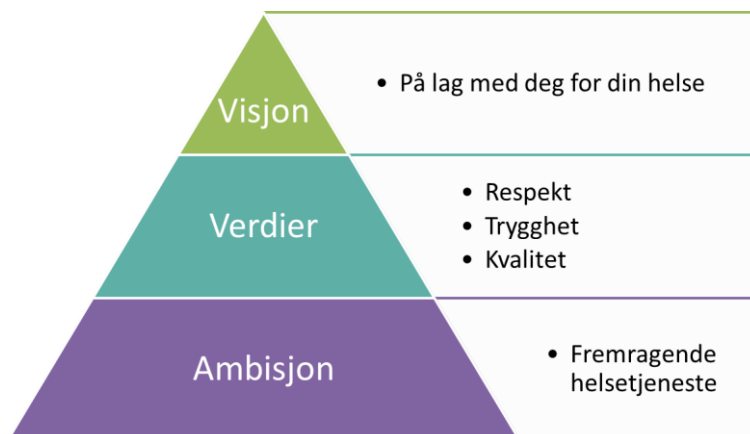 Visjon
• På lag med deg for din helse
Verdier
• Respekt
• Trygghet
• Kvalitet
Ambisjon
• Fremragende
helsetjeneste